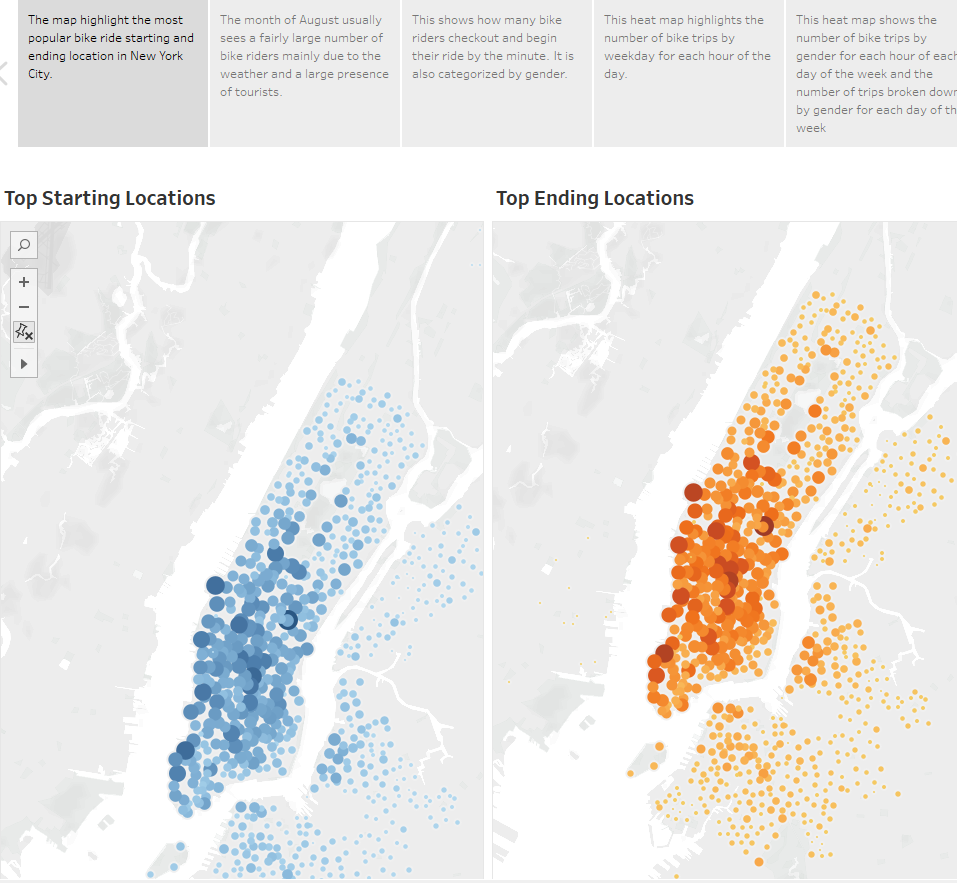 The map highlight the most
popular bike ride starting and
ending location in New York
City.
The month of August usually
sees a fairly large number of
bike riders mainly due to the
weather and a large presence
of tourists.
This shows how many bike
riders checkout and begin
their ride by the minute. It is
also categorized by gender.
This heat map highlights the
number of bike trips by
weekday for each hour of the
day.
This heat map shows the
number of bike trips by
gender for each hour of each
day of the week and the
number of trips broken down
by gender for each day of th
week
Top Starting Locations
Top Ending Locations